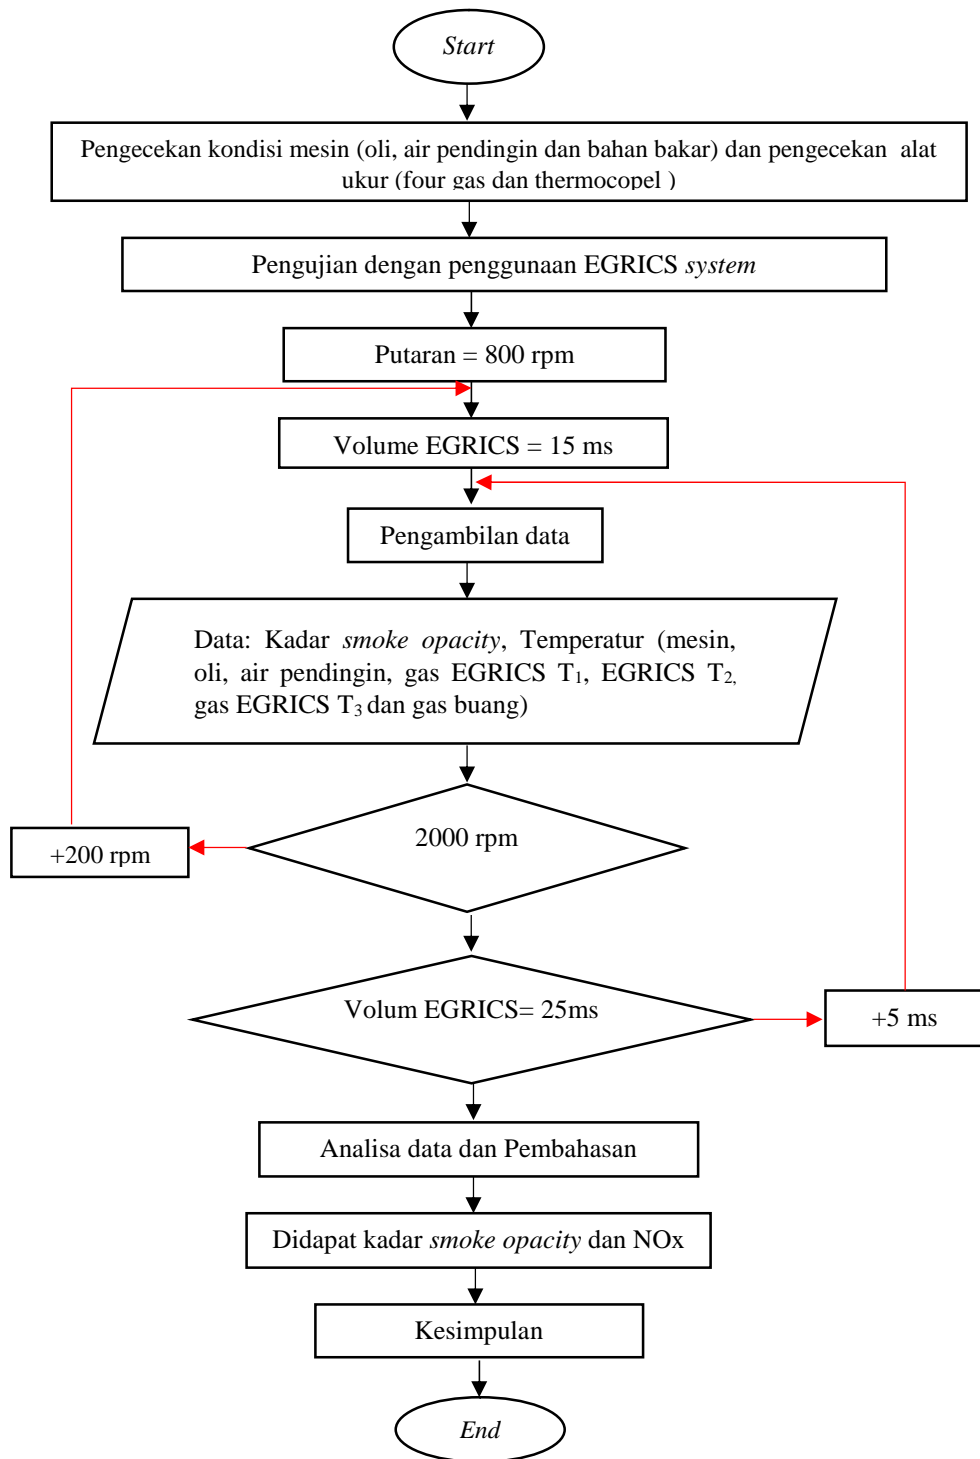 Start
Pengecekan kondisi mesin (oli, air pendingin dan bahan bakar) dan pengecekan alat
ukur (four gas dan thermocopel )
Pengujian dengan penggunaan EGRICS system
Putaran = 800 rpm
Volume EGRICS = 15 ms
Pengambilan data
Data: Kadar smoke opacity, Temperatur (mesin,
oli, air pendingin, gas EGRICS T₁, EGRICS T₂,
gas EGRICS T₃ dan gas buang)
2000 rpm
+200 rpm
Volum EGRICS= 25ms
+5 ms
Analisa data dan Pembahasan
Didapat kadar smoke opacity dan NOx
Kesimpulan
End